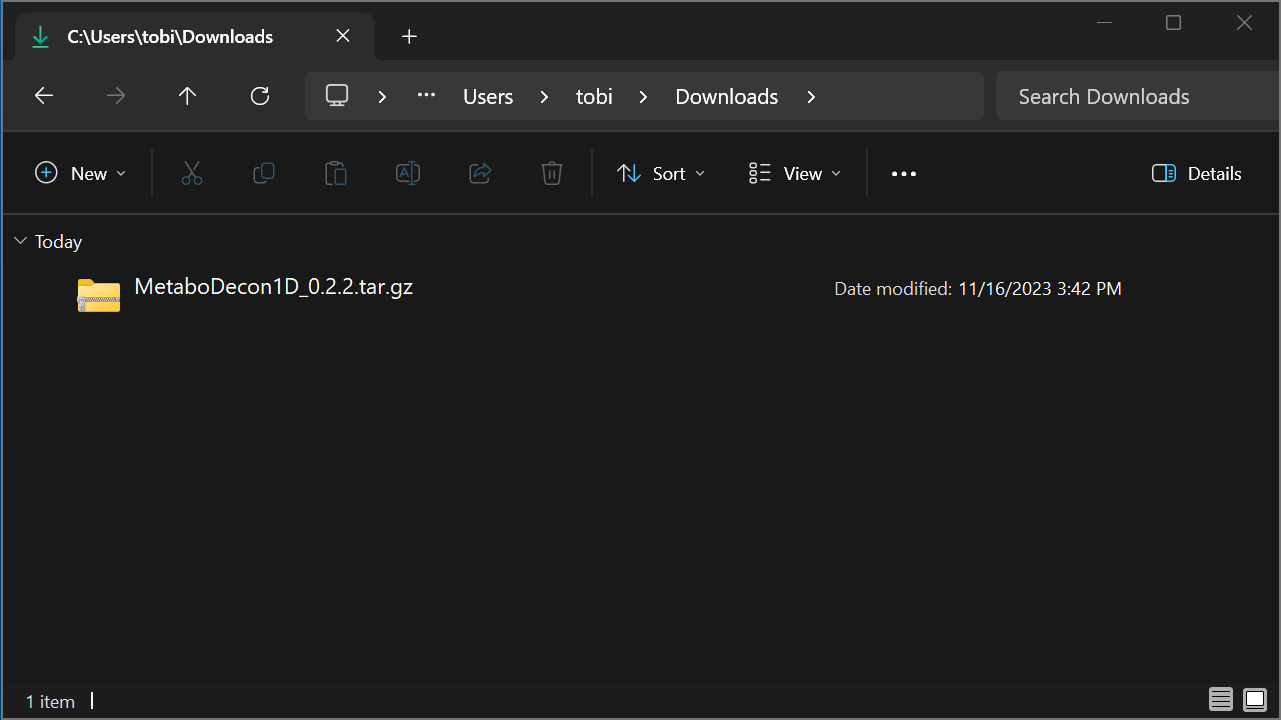 C:\Users\tobi\Downloads
Users tobi Downloads Search Downloads
New Sort View Details
Today
MetaboDecon1D_0.2.2.tar.gz Date modified: 11/16/2023 3:42 PM
1 item